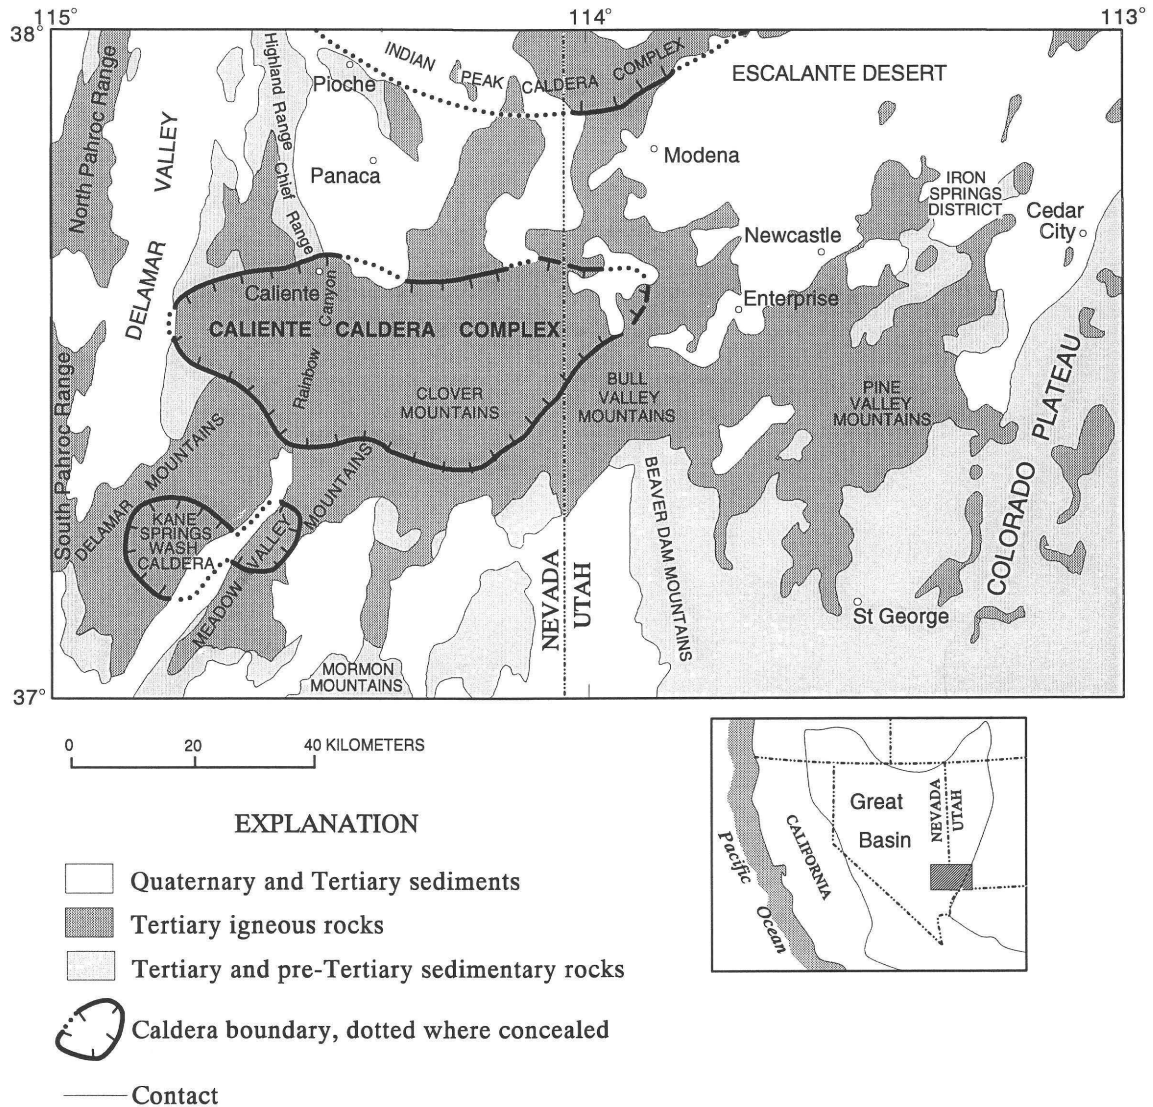 115°
114°
113°
38°
North Pahroc Range
Highland Range
Pioche
INDIAN
PEAK
CALDERA
COMPLEX
ESCALANTE DESERT
DELAMAR
VALLEY
Panaca
Chief Range
Modena
IRON
SPRINGS
DISTRICT
Cedar
City
Newcastle
Caliente
Canyon
Enterprise
CALIENTE CALDERA COMPLEX
Rainbow
CLOVER
MOUNTAINS
BULL
VALLEY
MOUNTAINS
PINE
VALLEY
MOUNTAINS
COLORADO PLATEAU
South Pahroc Range
DELAMAR MOUNTAINS
KANE
SPRINGS
WASH
CALDERA
MEADOW VALLEY MOUNTAINS
BEAVER DAM MOUNTAINS
NEVADA
UTAH
St George
MORMON
MOUNTAINS
37°
0 20 40 KILOMETERS
Great
Basin
NEVADA
UTAH
CALIFORNIA
Pacific
Ocean
EXPLANATION
Quaternary and Tertiary sediments
Tertiary igneous rocks
Tertiary and pre-Tertiary sedimentary rocks
Caldera boundary, dotted where concealed
Contact